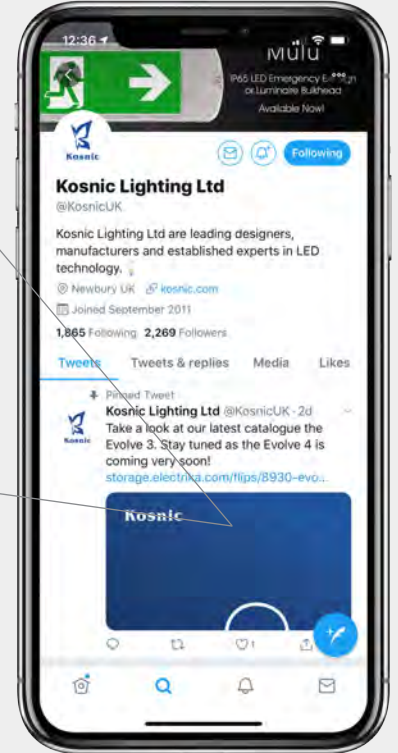 12:36
Mulu
IP65 LED Emergency E
or Luminaire Bulkhead
Available Now!
Kosnic
Following
Kosnic Lighting Ltd
@KosnicUK
Kosnic Lighting Ltd are leading designers,
manufacturers and established experts in LED
technology.
Newbury UK kosnic.com
Joined September 2011
1,865 Following 2,269 Followers
Tweets Tweets & replies Media Likes
Pinned Tweet
Kosnic Lighting Ltd @KosnicUK · 2d
Kosnic
Take a look at our latest catalogue the
Evolve 3. Stay tuned as the Evolve 4 is
coming very soon!
storage.electrika.com/flips/8930-evo...
Kosnic
1